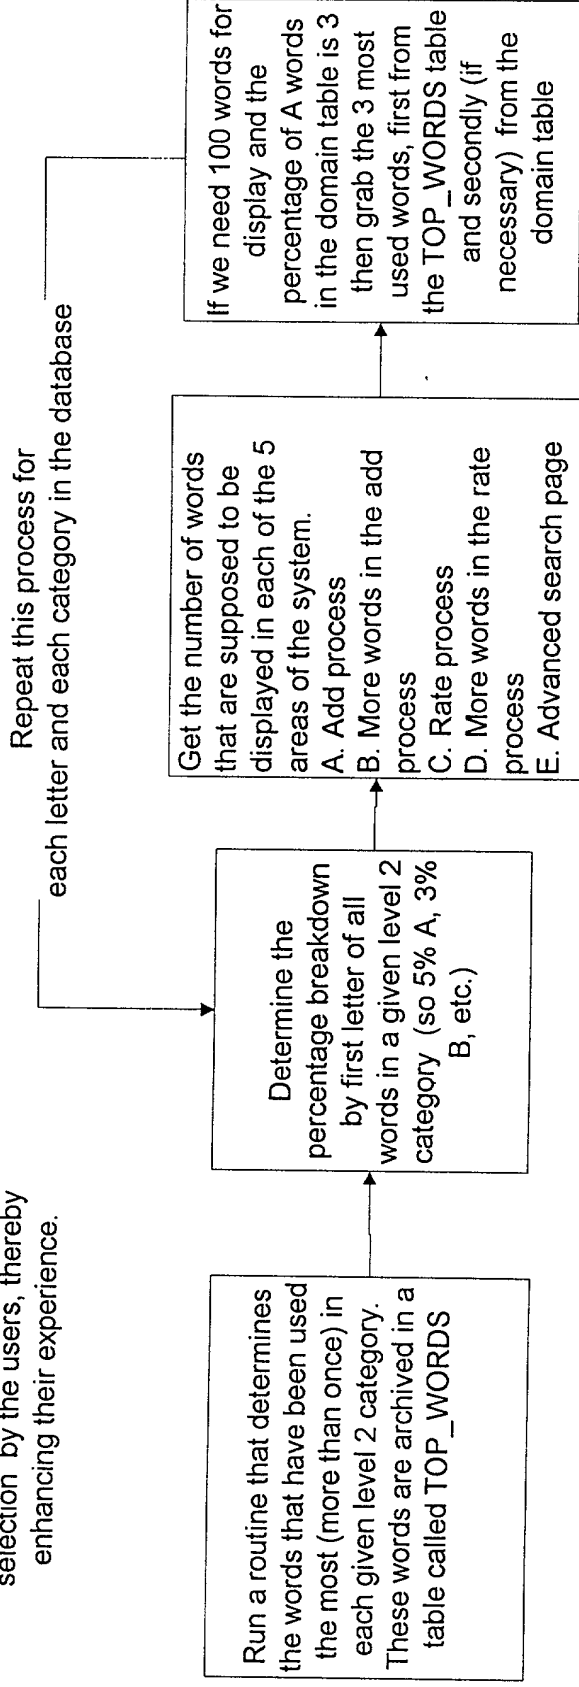 selection by the users, thereby
enhancing their experience.
Repeat this process for
each letter and each category in the database
Run a routine that determines
the words that have been used
the most (more than once) in
each given level 2 category.
These words are archived in a
table called TOP_WORDS
Determine the
percentage breakdown
by first letter of all
words in a given level 2
category (so 5% A, 3%
B, etc.)
Get the number of words
that are supposed to be
displayed in each of the 5
areas of the system.
A. Add process
B. More words in the add
process
C. Rate process
D. More words in the rate
process
E. Advanced search page
If we need 100 words for
display and the
percentage of A words
in the domain table is 3
then grab the 3 most
used words, first from
the TOP_WORDS table
and secondly (if
necessary) from the
domain table